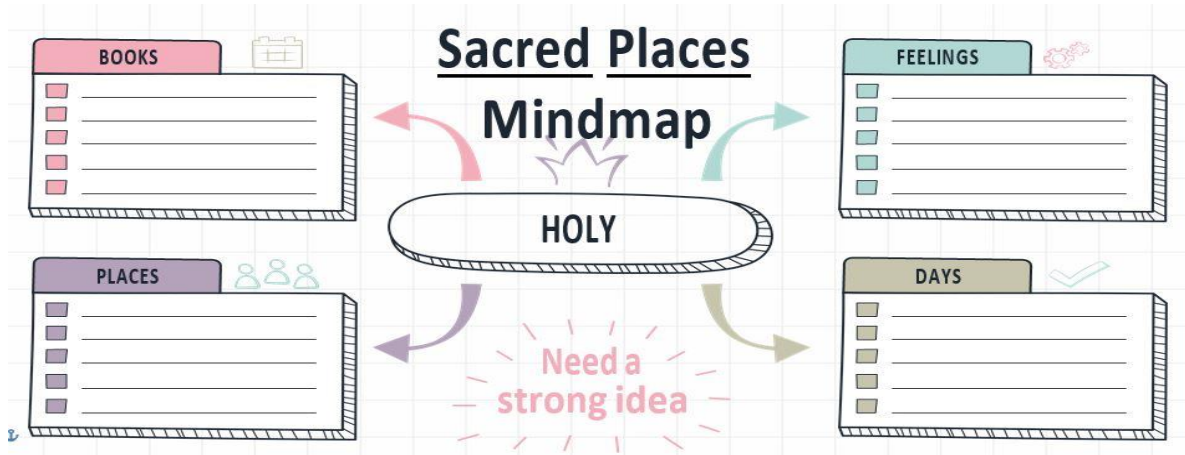 Sacred Places
Mindmap
BOOKS
FEELINGS
HOLY
PLACES
DAYS
Need a
strong idea